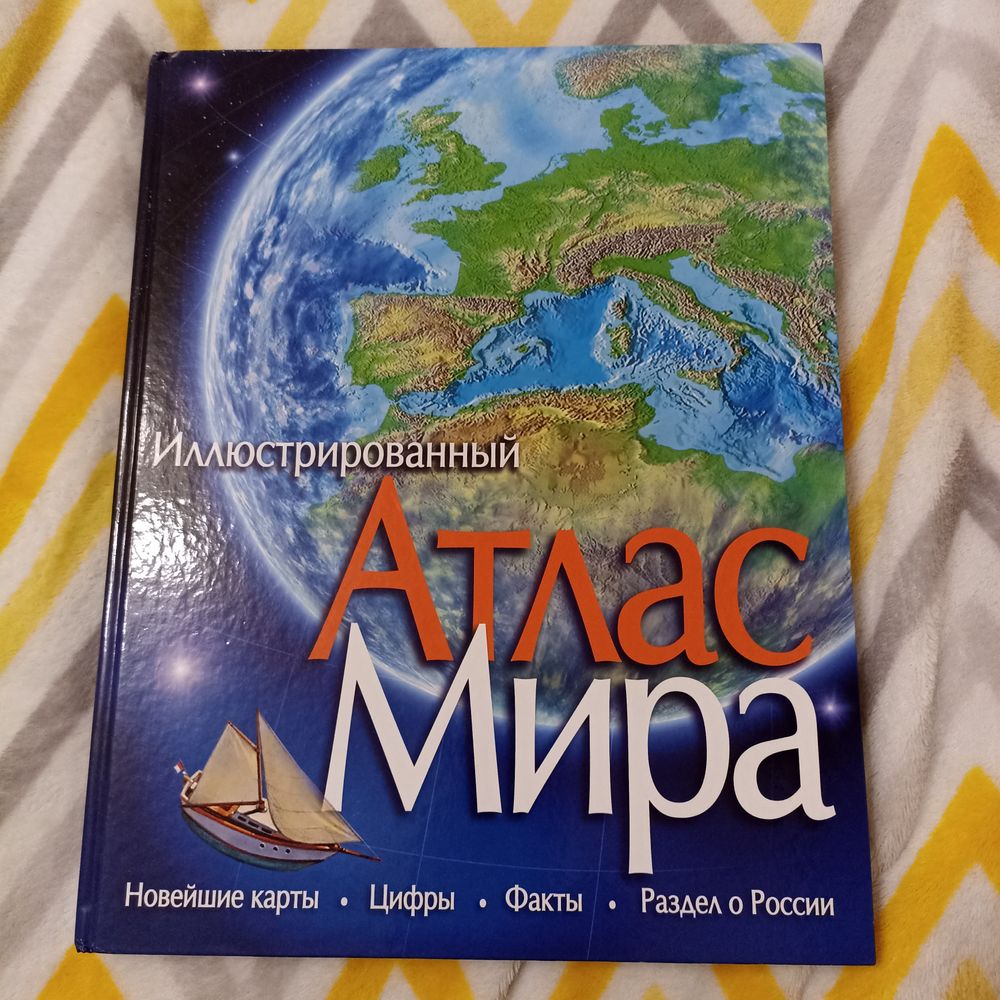 Иллюстрированный
Атлас
Мира
Новейшие карты • Цифры • Факты • Раздел о России